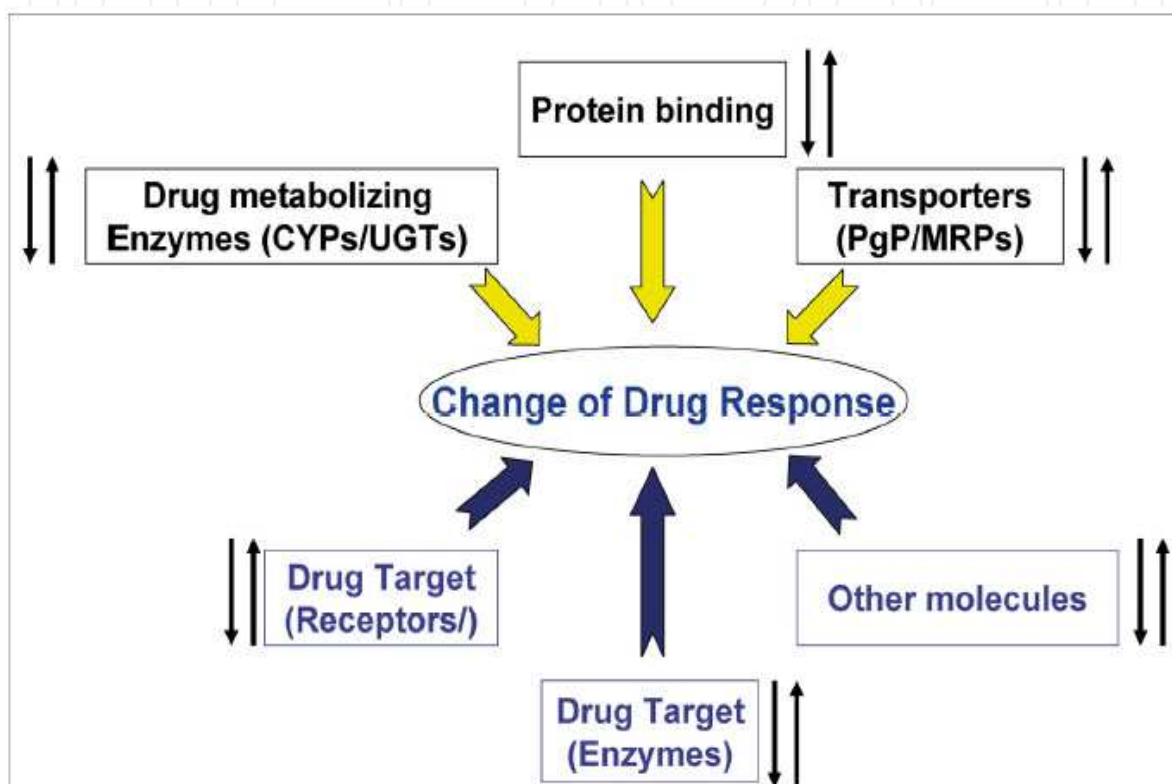 Protein binding
Drug metabolizing
Enzymes (CYPs/UGTs)
Transporters
(PgP/MRPs)
Change of Drug Response
Drug Target
(Receptors/)
Other molecules
Drug Target
(Enzymes)